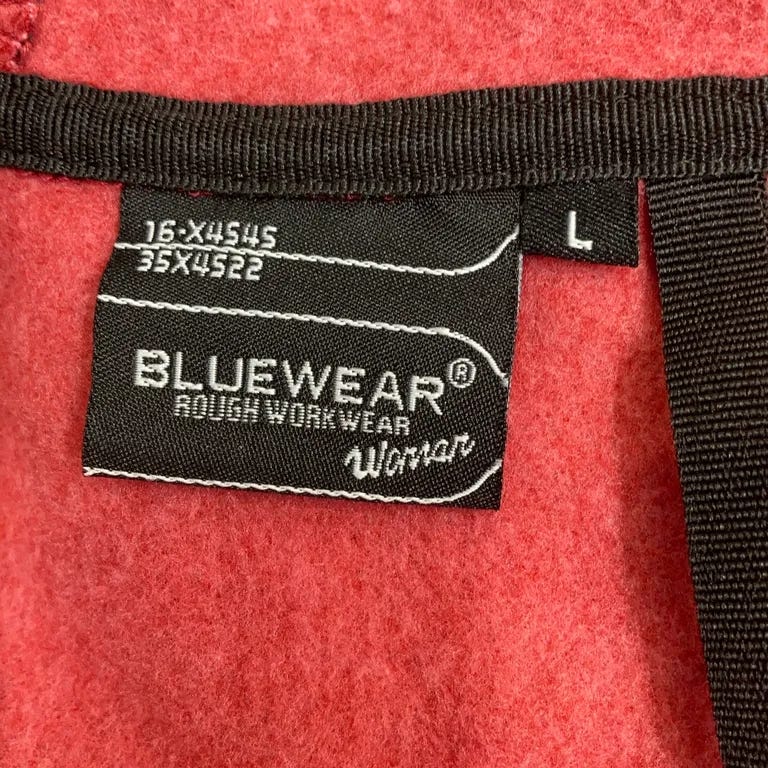 16-X4545
35X4522
L
BLUEWEAR®
ROUGH WORKWEAR
Woman